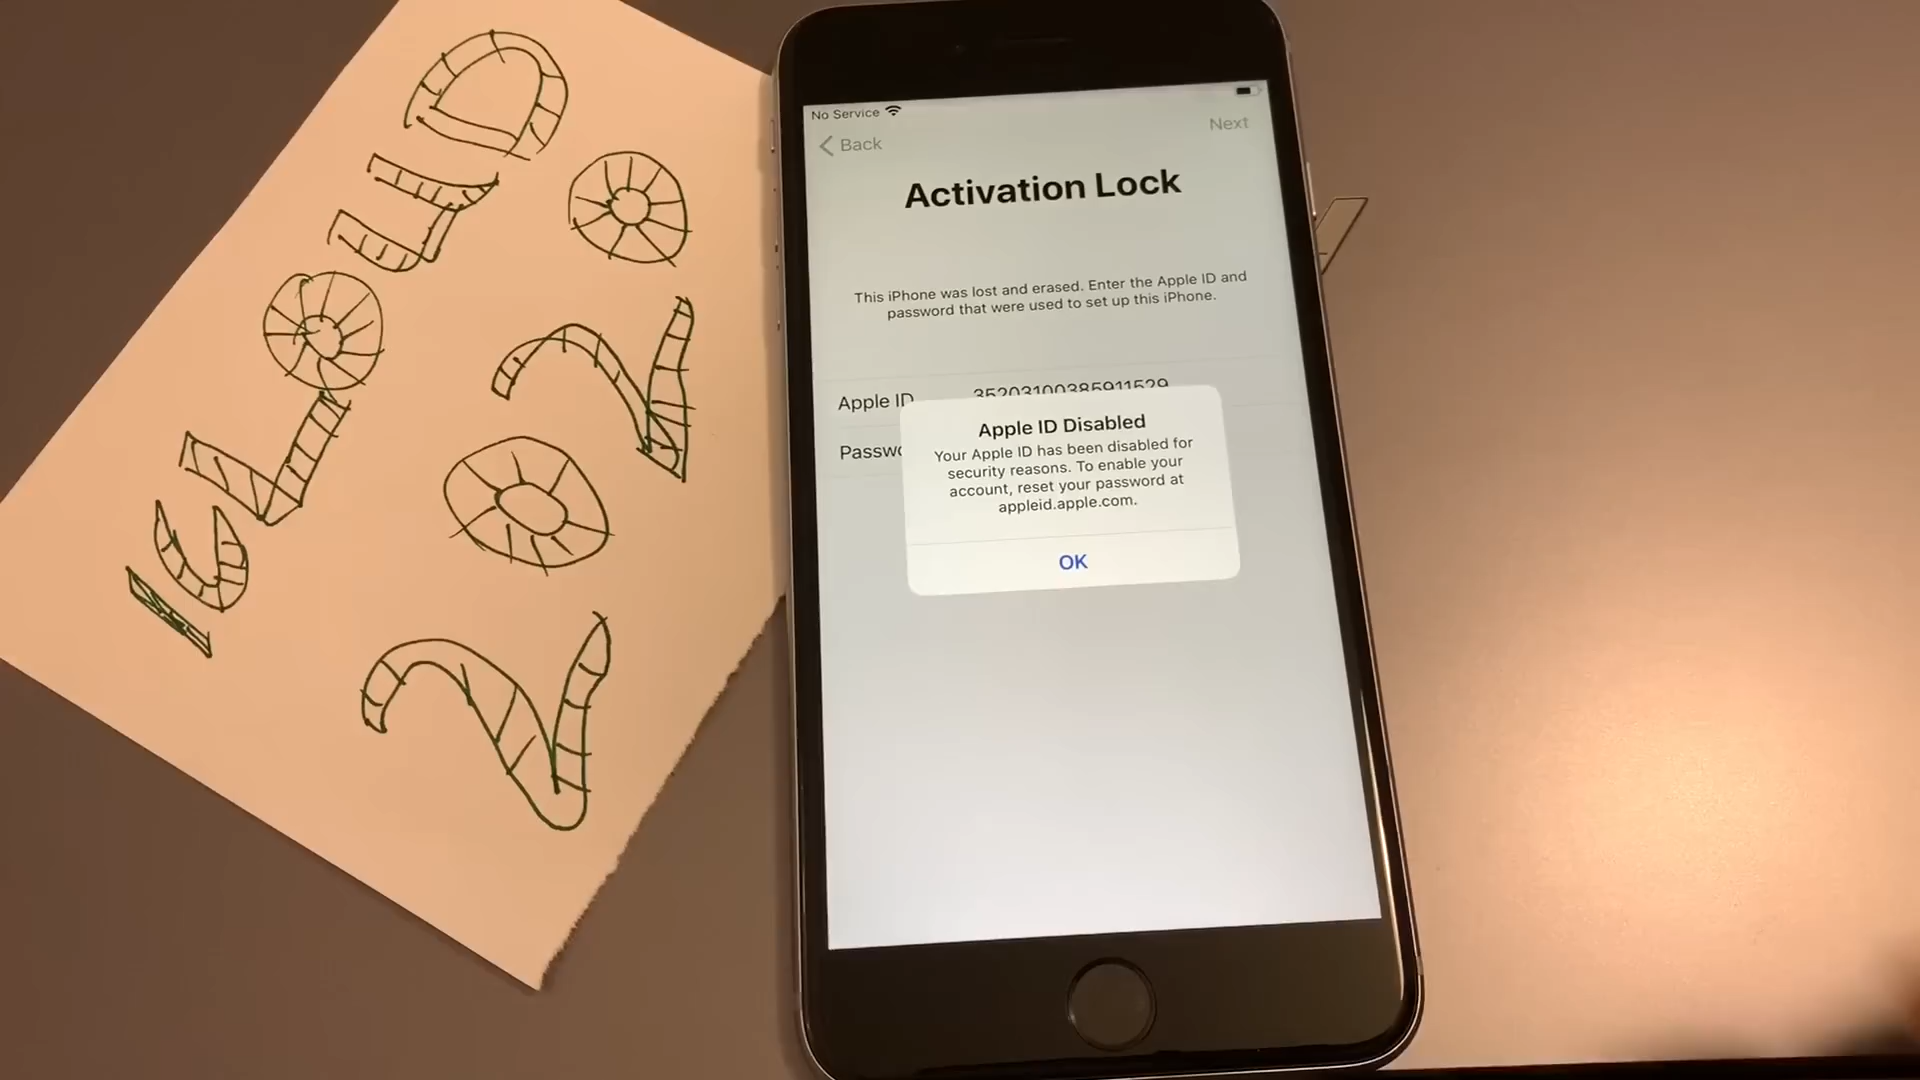 ICLOUD
2020
No Service
Back
Next
Activation Lock
This iPhone was lost and erased. Enter the Apple ID and
password that were used to set up this iPhone.
Apple ID
Passwo
Apple ID Disabled
Your Apple ID has been disabled for
security reasons. To enable your
account, reset your password at
appleid.apple.com.
OK